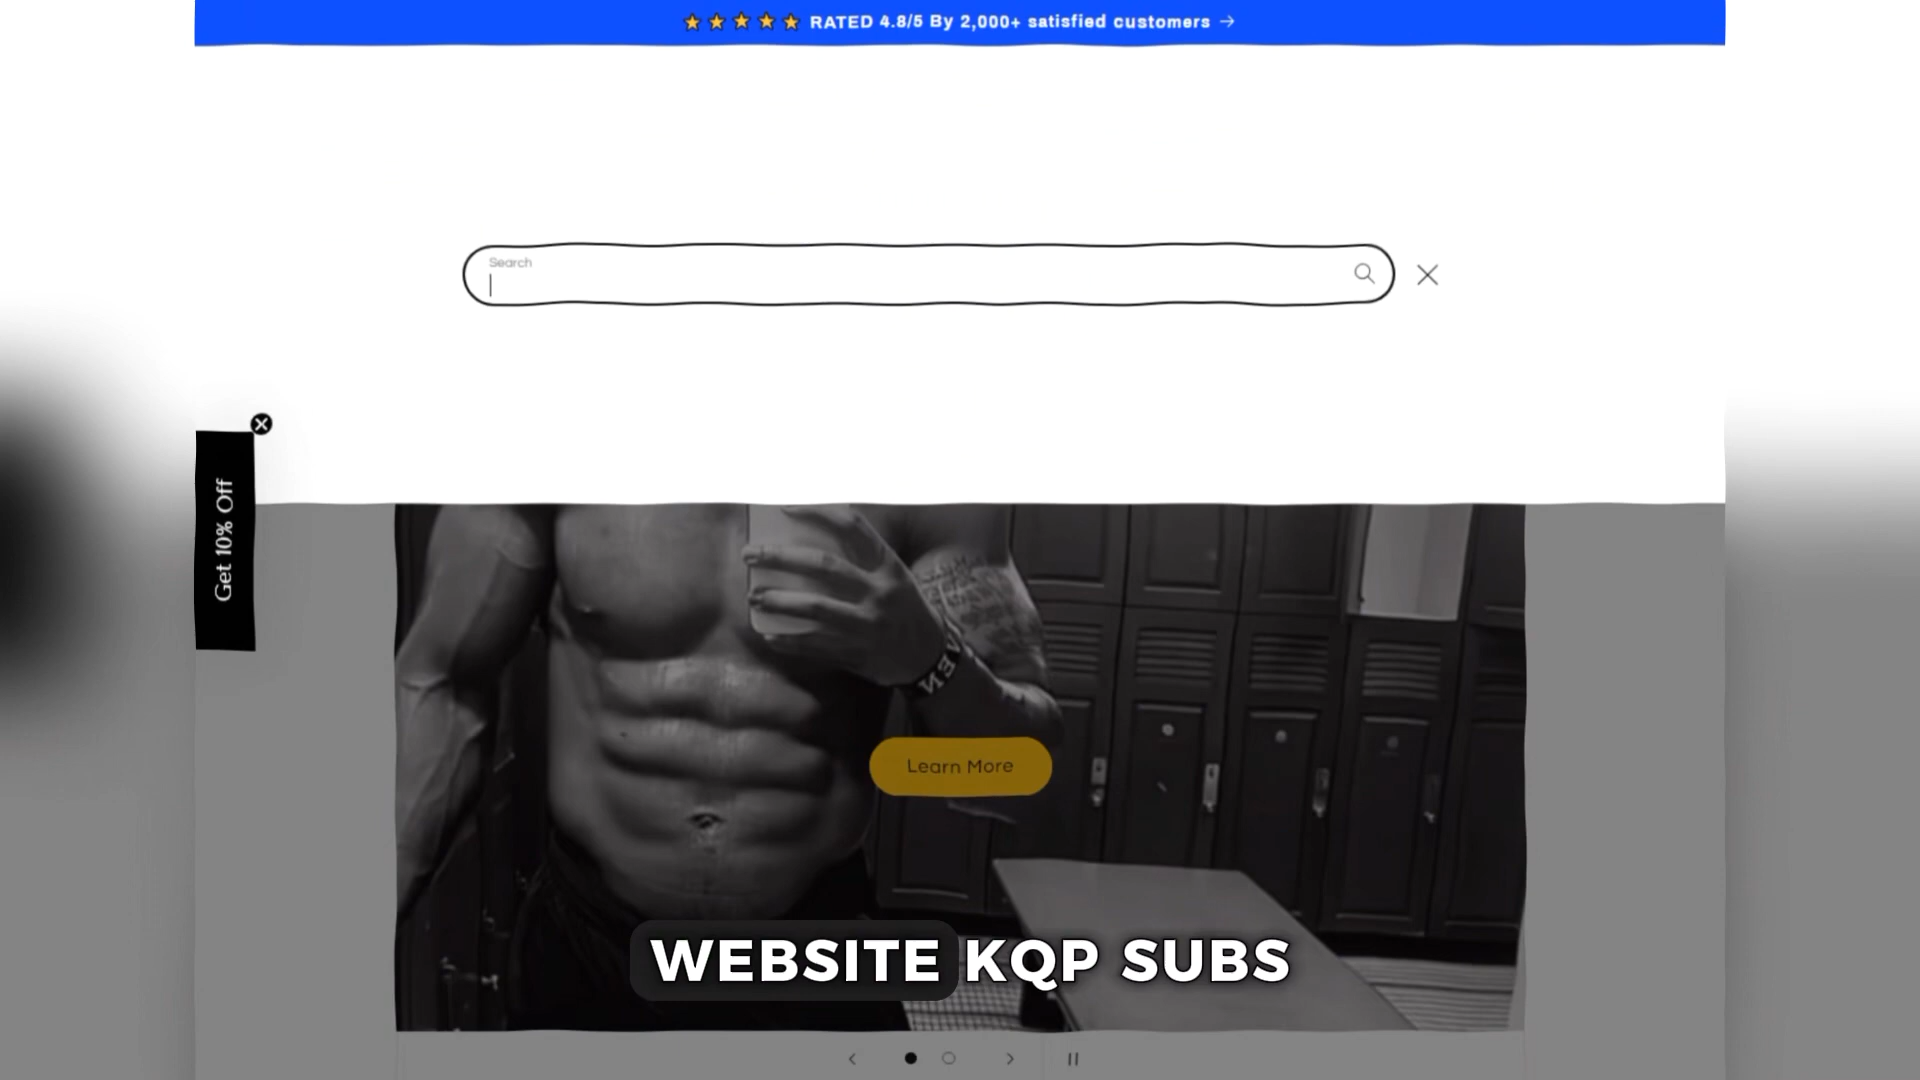 RATED 4.8/5 By 2,000+ satisfied customers
Search
Get 10% Off
Learn More
WEBSITE KQP SUBS